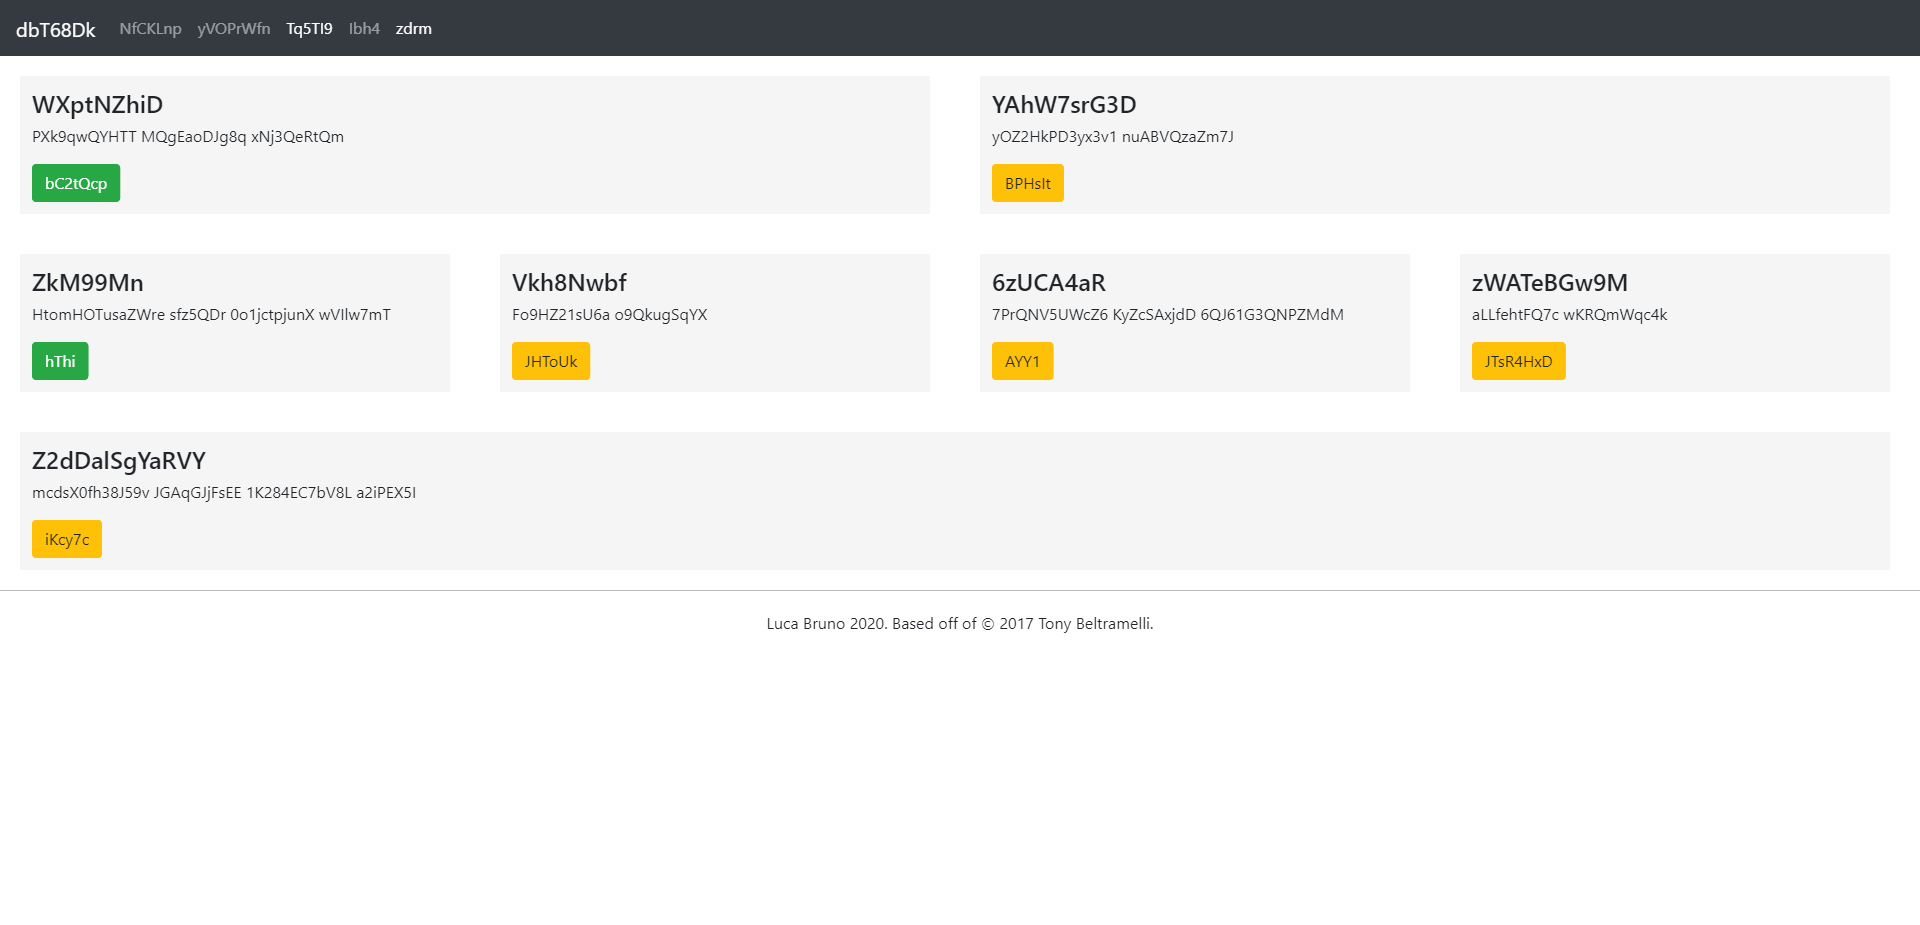 dbT68Dk NfCKLnp yVOPrWfn Tq5TI9 Ibh4 zdrm
WXptNZhiD
PXk9qwQYHTT MQgEaoDJg8q xNj3QeRtQm
bC2tQcp
YAhW7srG3D
yOZ2HkPD3yx3v1 nuABVQzaZm7J
BPHsIt
ZkM99Mn
HtomHOTusaZWre sfz5QDr 0o1jctpjunX wVIlw7mT
hThi
Vkh8Nwbf
Fo9HZ21sU6a o9QkugSqYX
JHToUk
6zUCA4aR
7PrQNV5UWcZ6 KyZcSAxjdD 6QJ61G3QNPZMdM
AYY1
zWATeBGw9M
aLLfehtFQ7c wKRQmWqc4k
JTsR4HxD
Z2dDalSgYaRVY
mcdsX0fh38J59v JGAqGJjFsEE 1K284EC7bV8L a2iPEX5I
iKcy7c
Luca Bruno 2020. Based off of © 2017 Tony Beltramelli.